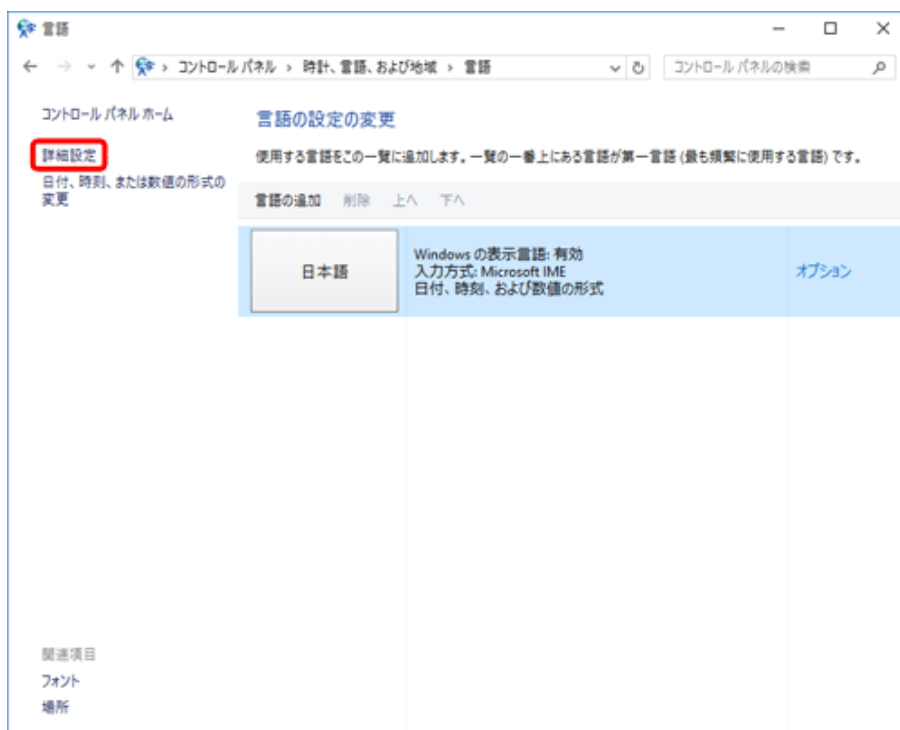 言語
コントロール パネル › 時計、言語、および地域 › 言語
コントロール パネルの検索
コントロール パネル ホーム
詳細設定
日付、時刻、または数値の形式の
変更
言語の設定の変更
使用する言語をこの一覧に追加します。一覧の一番上にある言語が第一言語 (最も頻繁に使用する言語) です。
言語の追加 削除 上へ 下へ
日本語
Windows の表示言語: 有効
入力方式: Microsoft IME
日付、時刻、および数値の形式
オプション
関連項目
フォント
場所